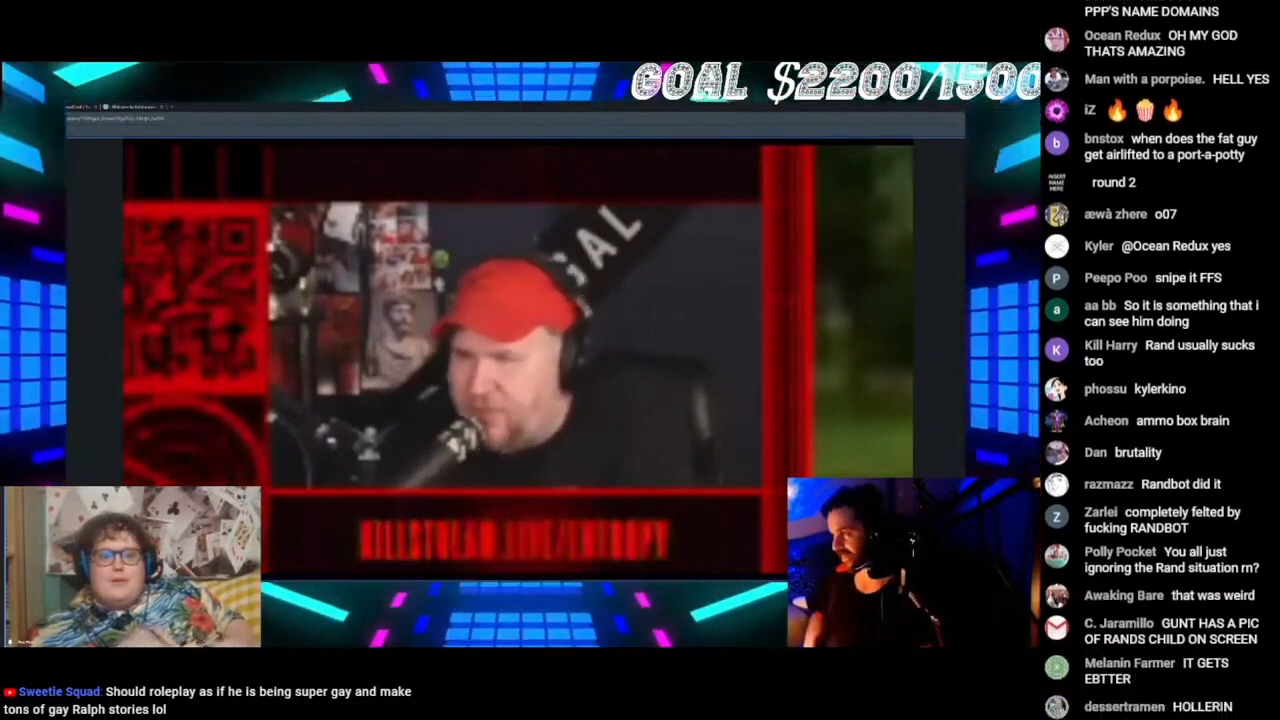 GOAL $2200/1500
KILLSTREAM.LIVE/ENTROPY
PPP'S NAME DOMAINS
Ocean Redux OH MY GOD
THATS AMAZING
Man with a porpoise. HELL YES
iZ 🔥 🍿 🔥
b
bnstox when does the fat guy
get airlifted to a port-a-potty
INSERT
NAME
HERE
round 2
æwà zhere o07
Kyler @Ocean Redux yes
P
Peepo Poo snipe it FFS
a
aa bb So it is something that i
can see him doing
K
Kill Harry Rand usually sucks
too
phossu kylerkino
Acheon ammo box brain
Dan brutality
razmazz Randbot did it
Z
Zarlei completely felted by
fucking RANDBOT
Polly Pocket You all just
ignoring the Rand situation rn?
Awaking Bare that was weird
C. Jaramillo GUNT HAS A PIC
OF RANDS CHILD ON SCREEN
Melanin Farmer IT GETS
EBTTER
dessertramen HOLLERIN
Sweetie Squad: Should roleplay as if he is being super gay and make
tons of gay Ralph stories lol